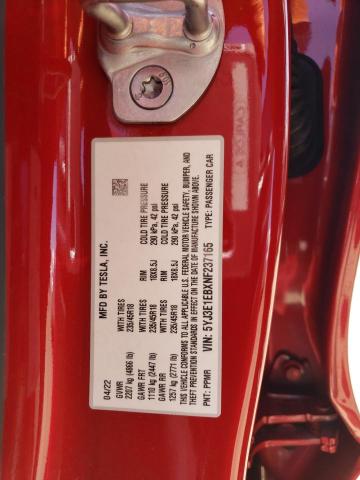 MFD BY TESLA, INC.
04/22
GVWR
2207 kg (4866 lb)
GAWR FRT WITH TIRES RIM COLD TIRE PRESSURE
1110 kg (2447 lb) 235/45R18 18X8.5J 290 kPa, 42 psi
GAWR RR WITH TIRES RIM COLD TIRE PRESSURE
1257 kg (2771 lb) 235/45R18 18X8.5J 290 kPa, 42 psi
THIS VEHICLE CONFORMS TO ALL APPLICABLE U.S. FEDERAL MOTOR VEHICLE SAFETY, BUMPER, AND
THEFT PREVENTION STANDARDS IN EFFECT ON THE DATE OF MANUFACTURE SHOWN ABOVE.
VIN: 5YJ3E1EBXNF237165
PNT: PPMR TYPE: PASSENGER CAR